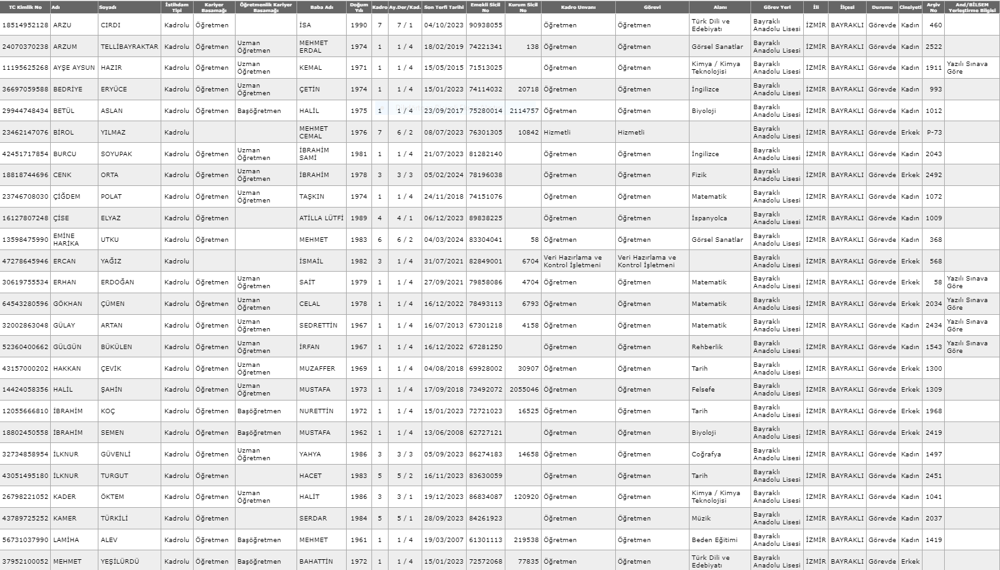 TC Kimlik No Adı Soyadı İstihdam Tipi Kariyer Basamağı Öğretmenlik Kariyer Basamağı Baba Adı Doğum Yılı Kadro Ay.Der/Kad. Son Terfi Tarihi Emekli Sicil No Kurum Sicil No Kadro Unvanı Görevi Alanı Görev Yeri İli İlçesi Durumu Cinsiyeti Arşiv No And/BİLSEM Yerleştirme Bilgisi
18514952128 ARZU CIRDI Kadrolu Öğretmen İSA 1990 7 7 / 1 04/10/2023 90938055 Öğretmen Öğretmen Türk Dili ve Edebiyatı Bayraklı Anadolu Lisesi İZMİR BAYRAKLI Görevde Kadın 460
24070370238 ARZUM TELLİBAYRAKTAR Kadrolu Öğretmen Uzman Öğretmen MEHMET ERDAL 1974 1 1 / 4 18/02/2019 74221341 138 Öğretmen Öğretmen Görsel Sanatlar Bayraklı Anadolu Lisesi İZMİR BAYRAKLI Görevde Kadın 2522
11195625268 AYŞE AYSUN HAZIR Kadrolu Öğretmen Uzman Öğretmen KEMAL 1971 1 1 / 4 15/05/2015 71513025 Öğretmen Öğretmen Kimya / Kimya Teknolojisi Bayraklı Anadolu Lisesi İZMİR BAYRAKLI Görevde Kadın 1911 Yazılı Sınava Göre
36697059588 BEDRİYE ERYÜCE Kadrolu Öğretmen Uzman Öğretmen ÇETİN 1974 1 1 / 4 15/01/2023 74114032 20718 Öğretmen Öğretmen İngilizce Bayraklı Anadolu Lisesi İZMİR BAYRAKLI Görevde Kadın 993
29944748434 BETÜL ASLAN Kadrolu Öğretmen Başöğretmen HALİL 1975 1 1 / 4 23/09/2017 75280014 2114757 Öğretmen Öğretmen Biyoloji Bayraklı Anadolu Lisesi İZMİR BAYRAKLI Görevde Kadın 1012
23462147076 BİROL YILMAZ Kadrolu MEHMET CEMAL 1976 7 6 / 2 08/07/2023 76301305 10842 Hizmetli Hizmetli Bayraklı Anadolu Lisesi İZMİR BAYRAKLI Görevde Erkek P-73
42451717854 BURCU SOYUPAK Kadrolu Öğretmen Uzman Öğretmen İBRAHİM SAMİ 1981 1 1 / 4 21/07/2023 81282140 Öğretmen Öğretmen İngilizce Bayraklı Anadolu Lisesi İZMİR BAYRAKLI Görevde Kadın 2043
18818744696 CENK ORTA Kadrolu Öğretmen Uzman Öğretmen İBRAHİM 1978 3 3 / 3 05/02/2024 78196038 Öğretmen Öğretmen Fizik Bayraklı Anadolu Lisesi İZMİR BAYRAKLI Görevde Erkek 2492
23746708030 ÇİĞDEM POLAT Kadrolu Öğretmen Uzman Öğretmen TAŞKIN 1974 1 1 / 4 24/11/2018 74151076 Öğretmen Öğretmen Matematik Bayraklı Anadolu Lisesi İZMİR BAYRAKLI Görevde Kadın 1072
16127807248 ÇİSE ELYAZ Kadrolu Öğretmen ATİLLA LÜTFİ 1989 4 4 / 1 06/12/2023 89838225 Öğretmen Öğretmen İspanyolca Bayraklı Anadolu Lisesi İZMİR BAYRAKLI Görevde Kadın 1009
13598475990 EMİNE HARİKA UTKU Kadrolu Öğretmen MEHMET 1983 6 6 / 2 04/03/2024 83304041 58 Öğretmen Öğretmen Görsel Sanatlar Bayraklı Anadolu Lisesi İZMİR BAYRAKLI Görevde Kadın 368
47278645946 ERCAN YAĞIZ Kadrolu İSMAİL 1982 3 1 / 4 31/07/2021 82849001 6704 Veri Hazırlama ve Kontrol İşletmeni Veri Hazırlama ve Kontrol İşletmeni Bayraklı Anadolu Lisesi İZMİR BAYRAKLI Görevde Erkek 568
30619755534 ERHAN ERDOĞAN Kadrolu Öğretmen Uzman Öğretmen SAİT 1979 1 1 / 4 27/09/2021 79858086 4704 Öğretmen Öğretmen Matematik Bayraklı Anadolu Lisesi İZMİR BAYRAKLI Görevde Erkek 58 Yazılı Sınava Göre
64543280596 GÖKHAN ÇÜMEN Kadrolu Öğretmen Uzman Öğretmen CELAL 1978 1 1 / 4 16/12/2022 78493113 6793 Öğretmen Öğretmen Matematik Bayraklı Anadolu Lisesi İZMİR BAYRAKLI Görevde Erkek 2034 Yazılı Sınava Göre
32002863048 GÜLAY ARTAN Kadrolu Öğretmen Uzman Öğretmen SEDRETTİN 1967 1 1 / 4 16/07/2013 67301218 4158 Öğretmen Öğretmen Matematik Bayraklı Anadolu Lisesi İZMİR BAYRAKLI Görevde Kadın 2434 Yazılı Sınava Göre
52360400662 GÜLGÜN BÜKÜLEN Kadrolu Öğretmen Uzman Öğretmen İRFAN 1967 1 1 / 4 16/12/2022 67281250 Öğretmen Öğretmen Rehberlik Bayraklı Anadolu Lisesi İZMİR BAYRAKLI Görevde Kadın 1543 Yazılı Sınava Göre
43157000202 HAKKAN ÇEVİK Kadrolu Öğretmen Uzman Öğretmen MUZAFFER 1969 1 1 / 4 04/08/2018 69928002 30907 Öğretmen Öğretmen Tarih Bayraklı Anadolu Lisesi İZMİR BAYRAKLI Görevde Erkek 1300
14424058356 HALİL ŞAHİN Kadrolu Öğretmen Uzman Öğretmen MUSTAFA 1973 1 1 / 4 17/09/2018 73492072 2055046 Öğretmen Öğretmen Felsefe Bayraklı Anadolu Lisesi İZMİR BAYRAKLI Görevde Erkek 1309
12055666810 İBRAHİM KOÇ Kadrolu Öğretmen Başöğretmen NURETTİN 1972 1 1 / 4 15/01/2023 72721023 16525 Öğretmen Öğretmen Tarih Bayraklı Anadolu Lisesi İZMİR BAYRAKLI Görevde Erkek 1968
18802450558 İBRAHİM SEMEN Kadrolu Öğretmen Başöğretmen MUSTAFA 1962 1 1 / 4 13/06/2008 62727121 Öğretmen Öğretmen Biyoloji Bayraklı Anadolu Lisesi İZMİR BAYRAKLI Görevde Erkek 2419
32734858954 İLKNUR GÜVENLİ Kadrolu Öğretmen Uzman Öğretmen YAHYA 1986 3 3 / 3 05/09/2023 86274183 14658 Öğretmen Öğretmen Coğrafya Bayraklı Anadolu Lisesi İZMİR BAYRAKLI Görevde Kadın 1497
43051495180 İLKNUR TURGUT Kadrolu Öğretmen HACET 1983 5 5 / 2 16/11/2023 83630059 Öğretmen Öğretmen Tarih Bayraklı Anadolu Lisesi İZMİR BAYRAKLI Görevde Kadın 2451
26798221052 KADER ÖKTEM Kadrolu Öğretmen Uzman Öğretmen HALİT 1986 3 3 / 1 19/12/2023 86834087 120920 Öğretmen Öğretmen Kimya / Kimya Teknolojisi Bayraklı Anadolu Lisesi İZMİR BAYRAKLI Görevde Kadın 1041
43789725252 KAMER TÜRKİLİ Kadrolu Öğretmen SERDAR 1984 5 5 / 1 28/09/2023 84261923 Öğretmen Öğretmen Müzik Bayraklı Anadolu Lisesi İZMİR BAYRAKLI Görevde Kadın 2037
56731037990 LAMİHA ALEV Kadrolu Öğretmen Başöğretmen MEHMET 1961 1 1 / 4 19/03/2007 61301113 219538 Öğretmen Öğretmen Beden Eğitimi Bayraklı Anadolu Lisesi İZMİR BAYRAKLI Görevde Kadın 1419
37952100052 MEHMET YEŞİLÜRDÜ Kadrolu Öğretmen Başöğretmen BAHATTİN 1972 1 1 / 4 15/01/2023 72572068 77835 Öğretmen Öğretmen Türk Dili ve Edebiyatı Bayraklı Anadolu Lisesi İZMİR BAYRAKLI Görevde Erkek